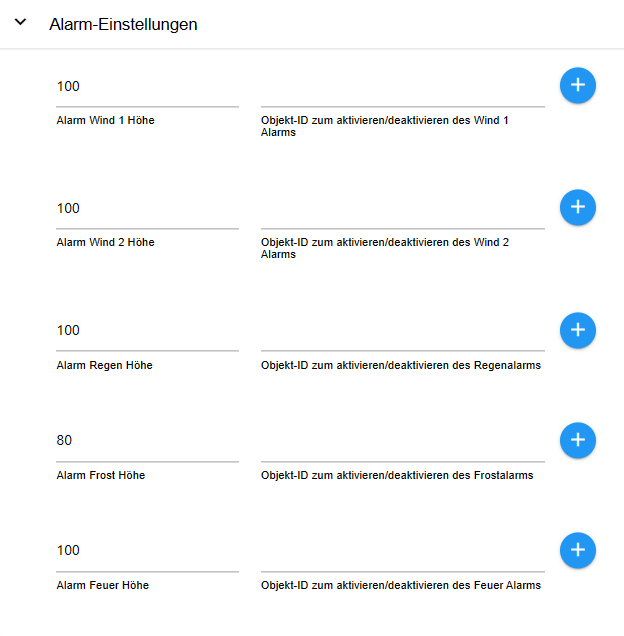 Alarm-Einstellungen
100
Alarm Wind 1 Höhe
Objekt-ID zum aktivieren/deaktivieren des Wind 1
Alarms
100
Alarm Wind 2 Höhe
Objekt-ID zum aktivieren/deaktivieren des Wind 2
Alarms
100
Alarm Regen Höhe
Objekt-ID zum aktivieren/deaktivieren des Regenalarms
80
Alarm Frost Höhe
Objekt-ID zum aktivieren/deaktivieren des Frostalarms
100
Alarm Feuer Höhe
Objekt-ID zum aktivieren/deaktivieren des Feuer Alarms